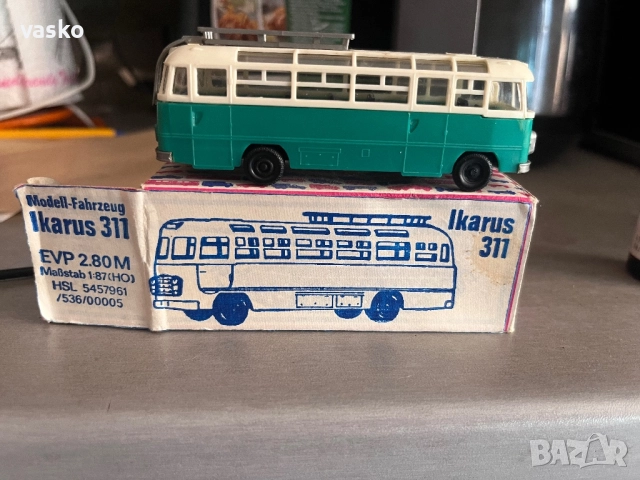 vasko
Modell-Fahrzeug
Ikarus 311
EVP 2.80 M
Maßstab 1:87(HO)
HSL 5457961
/536/00005
Ikarus
311
BAZAR